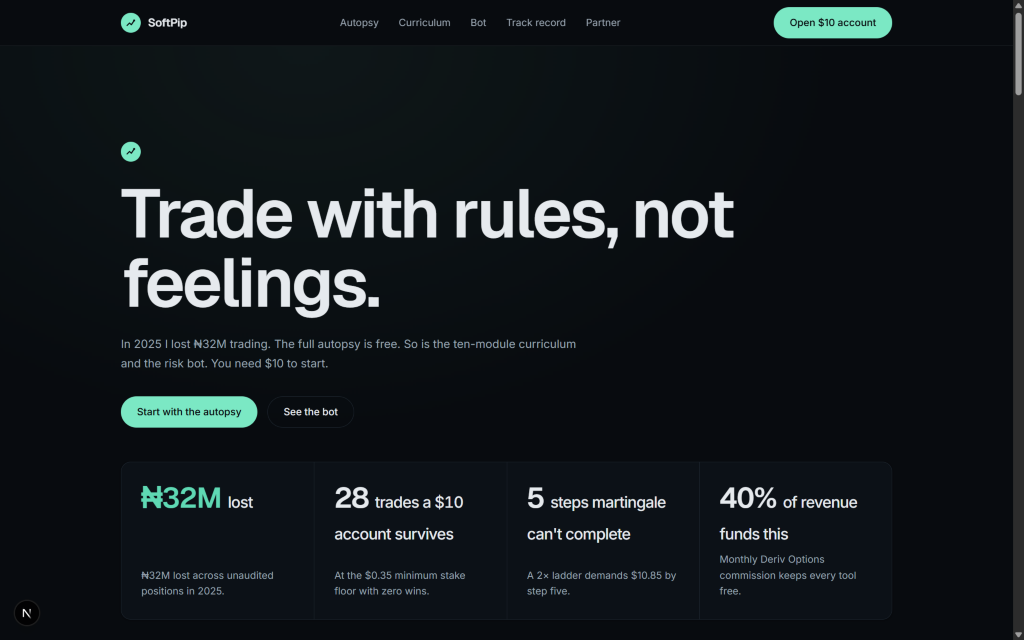 SoftPip
Autopsy
Curriculum
Bot
Track record
Partner
Open $10 account
Trade with rules, not
feelings.
In 2025 I lost ₦32M trading. The full autopsy is free. So is the ten-module curriculum
and the risk bot. You need $10 to start.
Start with the autopsy
See the bot
₦32M lost
₦32M lost across unaudited
positions in 2025.
28 trades a $10
account survives
At the $0.35 minimum stake
floor with zero wins.
5 steps martingale
can't complete
A 2× ladder demands $10.85 by
step five.
40% of revenue
funds this
Monthly Deriv Options
commission keeps every tool
free.
N